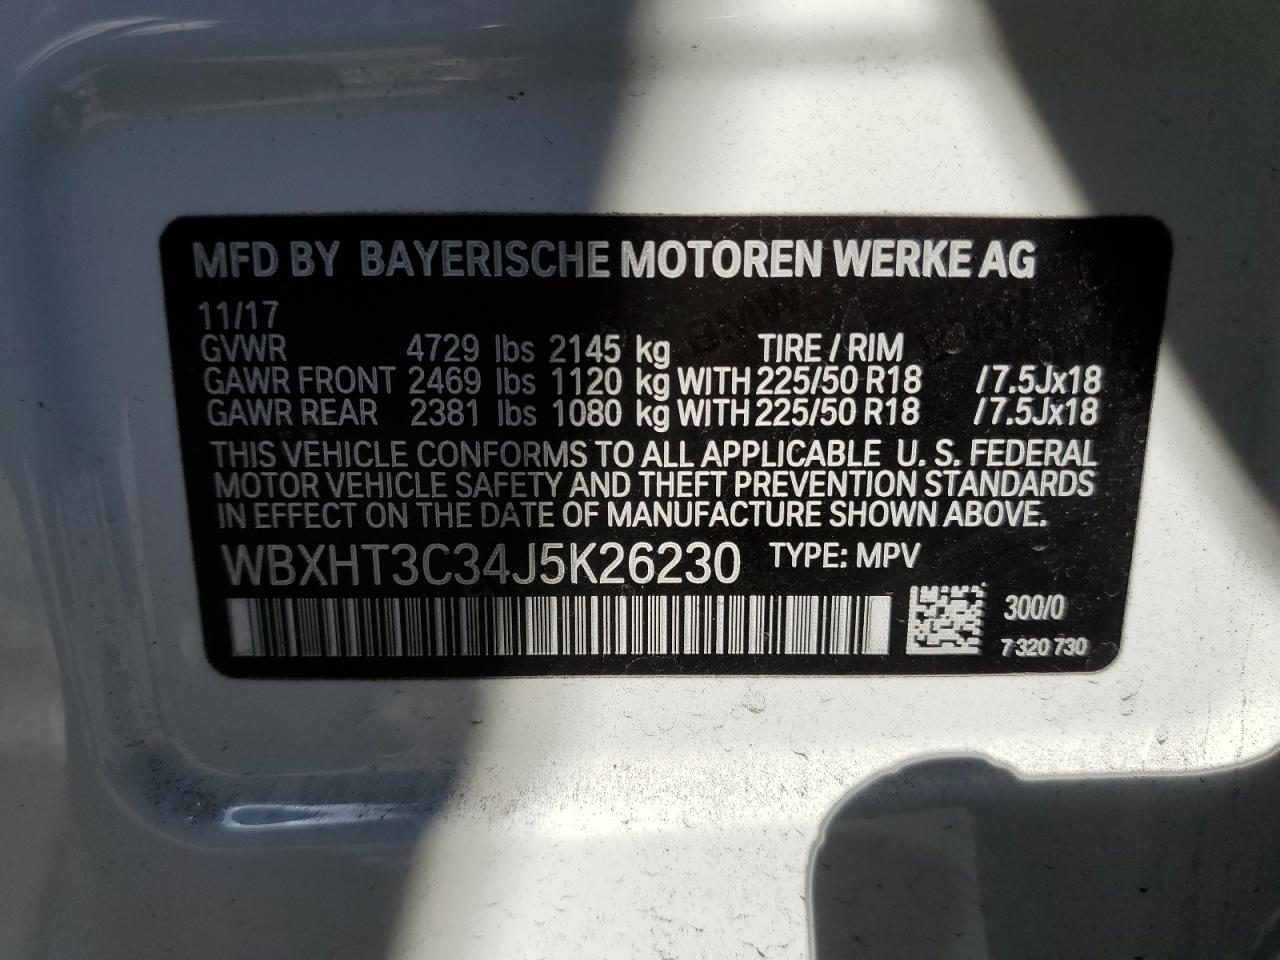 MFD BY BAYERISCHE MOTOREN WERKE AG
11/17
GVWR 4729 lbs 2145 kg TIRE / RIM
GAWR FRONT 2469 lbs 1120 kg WITH 225/50 R18 /7.5Jx18
GAWR REAR 2381 lbs 1080 kg WITH 225/50 R18 /7.5Jx18
THIS VEHICLE CONFORMS TO ALL APPLICABLE U. S. FEDERAL
MOTOR VEHICLE SAFETY AND THEFT PREVENTION STANDARDS
IN EFFECT ON THE DATE OF MANUFACTURE SHOWN ABOVE.
WBXHT3C34J5K26230 TYPE: MPV
300/0
7 320 730